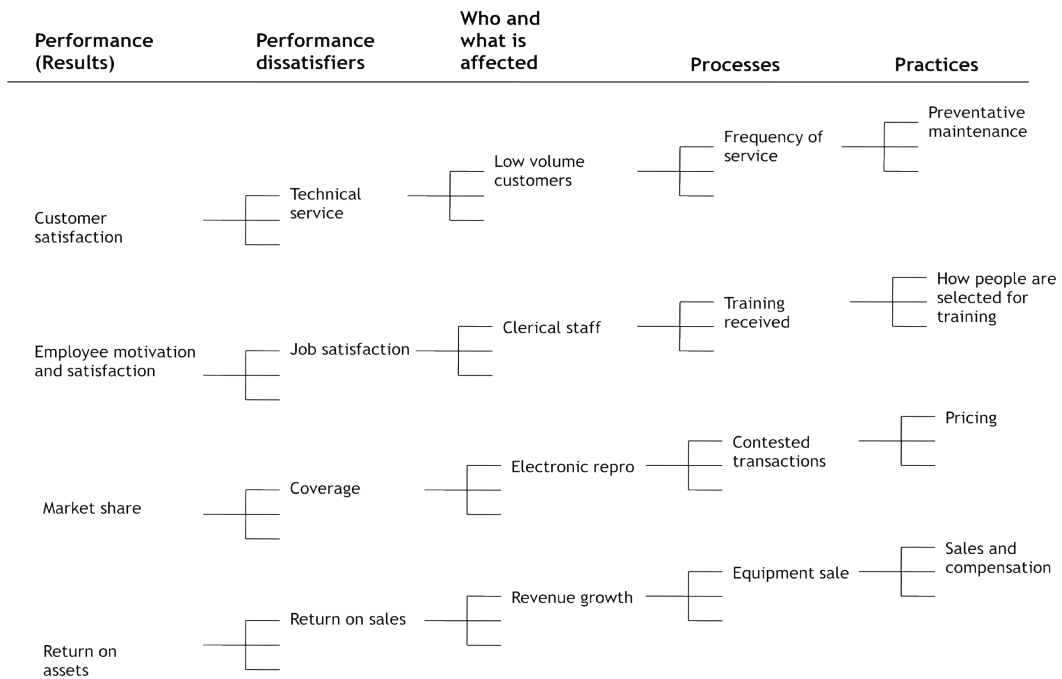 Performance
(Results)
Performance
dissatisfiers
Who and
what is
affected
Processes
Practices
Customer
satisfaction
Technical
service
Low volume
customers
Frequency of
service
Preventative
maintenance
Employee motivation
and satisfaction
Job satisfaction
Clerical staff
Training
received
How people are
selected for
training
Market share
Coverage
Electronic repro
Contested
transactions
Pricing
Return on
assets
Return on sales
Revenue growth
Equipment sale
Sales and
compensation